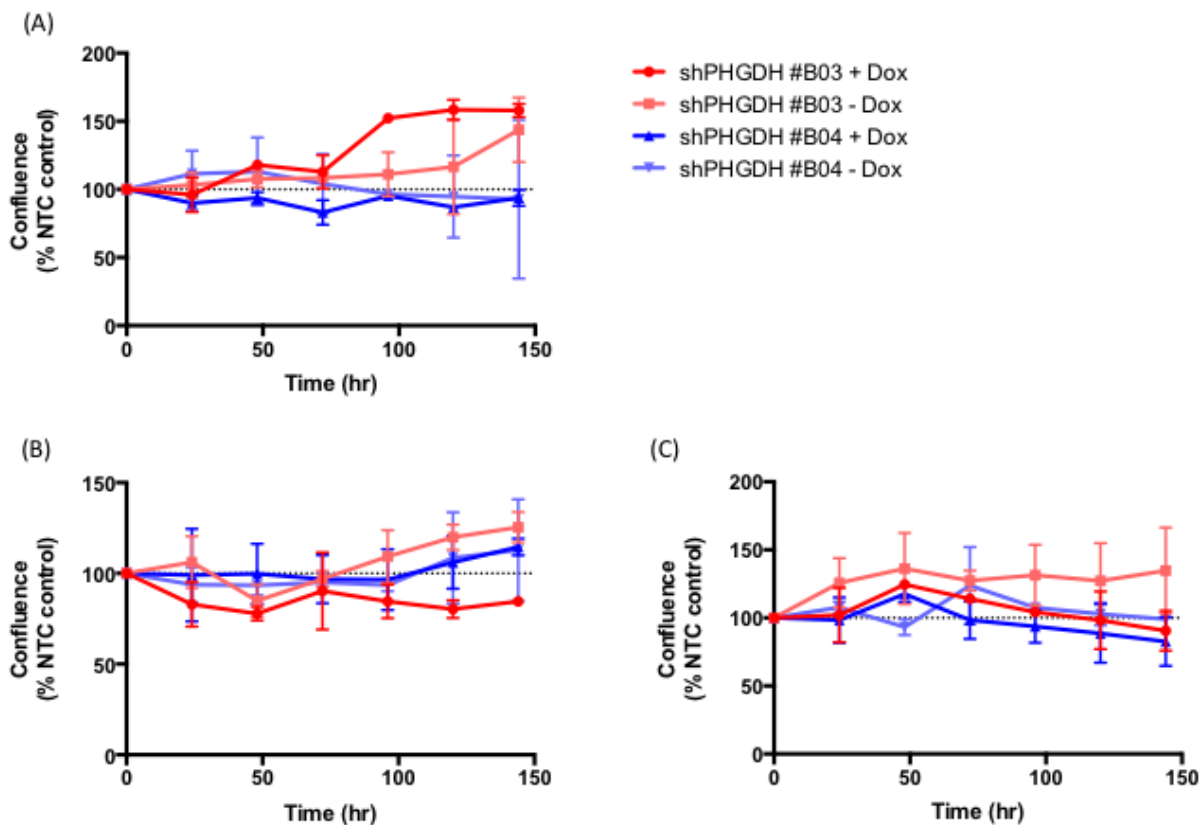 (A)
200
150
100
50
0
Confluence
(% NTC control)
0 50 100 150
Time (hr)
shPHGDH #B03 + Dox
shPHGDH #B03 - Dox
shPHGDH #B04 + Dox
shPHGDH #B04 - Dox
(B)
150
100
50
0
Confluence
(% NTC control)
0 50 100 150
Time (hr)
(C)
200
150
100
50
0
Confluence
(% NTC control)
0 50 100 150
Time (hr)